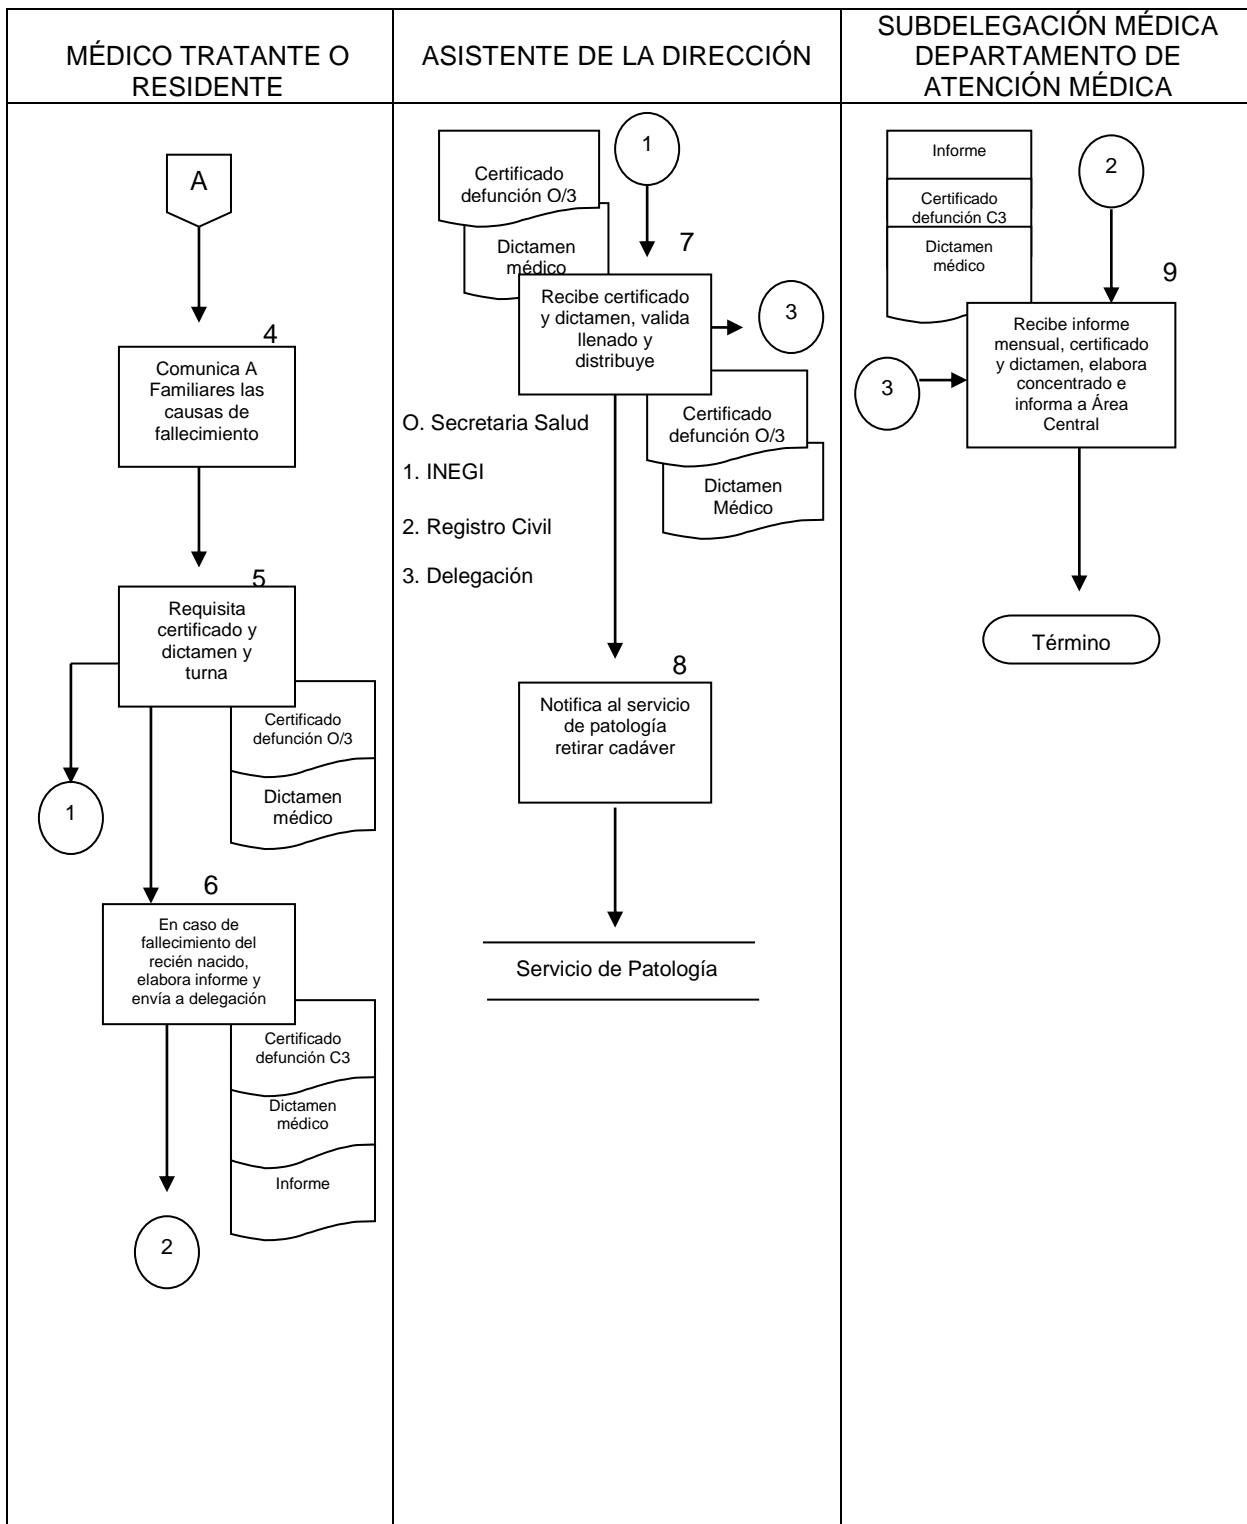 MÉDICO TRATANTE O
RESIDENTE
ASISTENTE DE LA DIRECCIÓN
SUBDELEGACIÓN MÉDICA
DEPARTAMENTO DE
ATENCIÓN MÉDICA
A
4
Comunica A
Familiares las
causas de
fallecimiento
5
Requisita
certificado y
dictamen y
turna
Certificado
defunción O/3
Dictamen
médico
1
6
En caso de
fallecimiento del
recién nacido,
elabora informe y
envía a delegación
Certificado
defunción C3
Dictamen
médico
Informe
2
Certificado
defunción O/3
Dictamen
médico
1
7
Recibe certificado
y dictamen, valida
llenado y
distribuye
3
Certificado
defunción O/3
Dictamen
Médico
O. Secretaria Salud
1. INEGI
2. Registro Civil
3. Delegación
8
Notifica al servicio
de patología
retirar cadáver
Servicio de Patología
Informe
Certificado
defunción C3
Dictamen
médico
2
9
Recibe informe
mensual, certificado
y dictamen, elabora
concentrado e
informa a Área
Central
3
Término